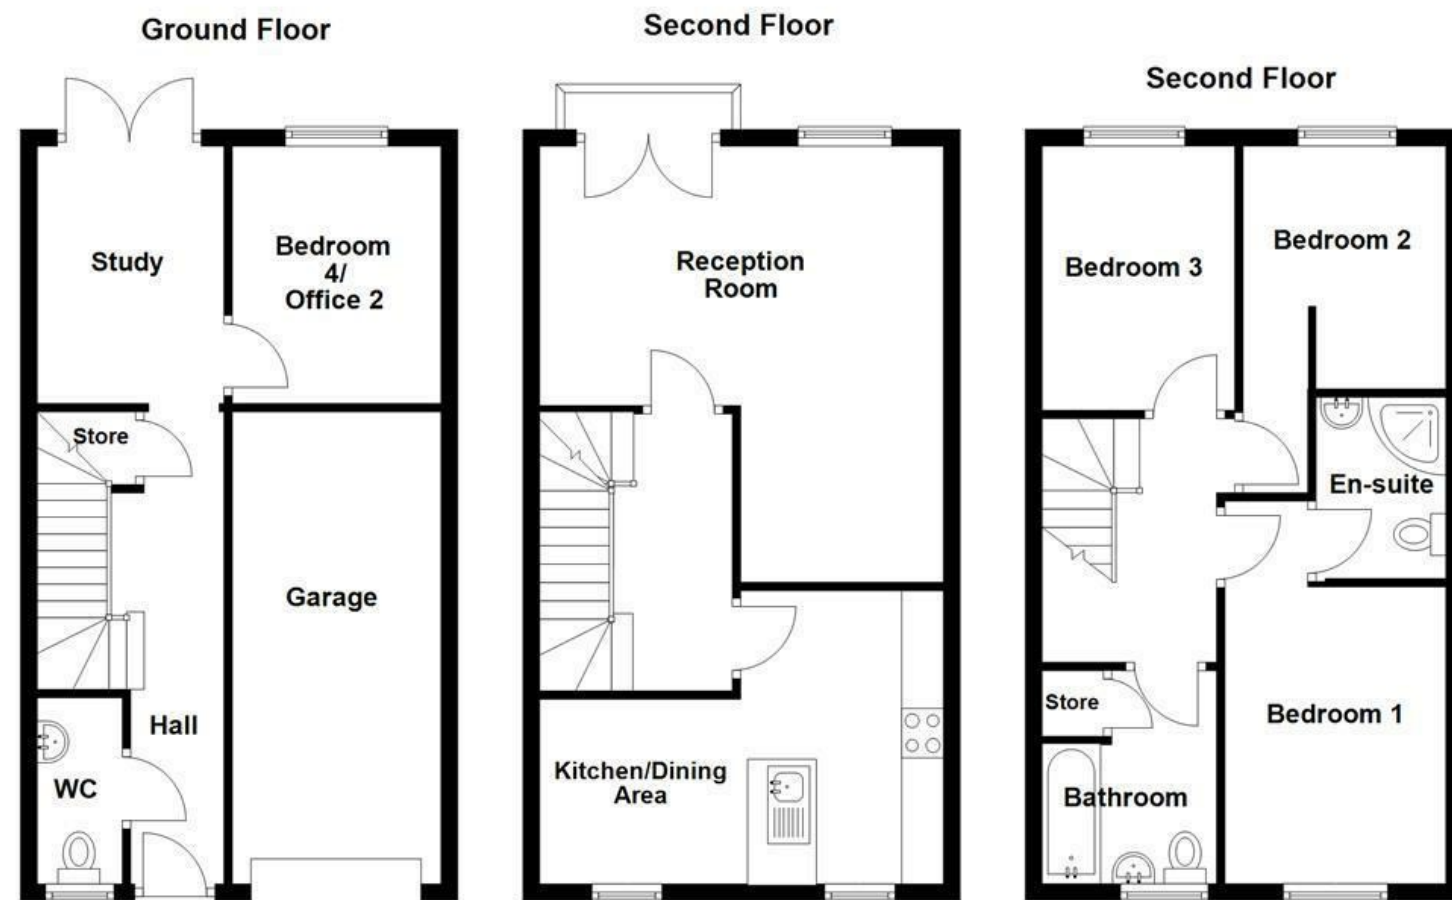 Ground Floor
Study
Bedroom
4/
Office 2
Store
Garage
Hall
WC
Second Floor
Reception
Room
Kitchen/Dining
Area
Second Floor
Bedroom 3
Bedroom 2
En-suite
Store
Bedroom 1
Bathroom